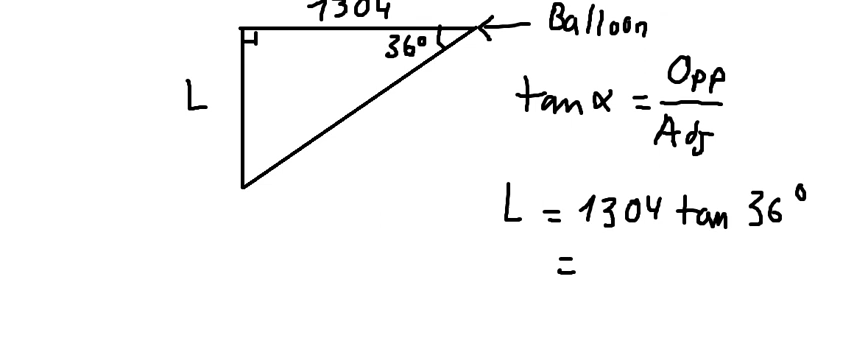 1304
Balloon
36°
L
tan α = Opp
Adj
L = 1304 tan 36°
=